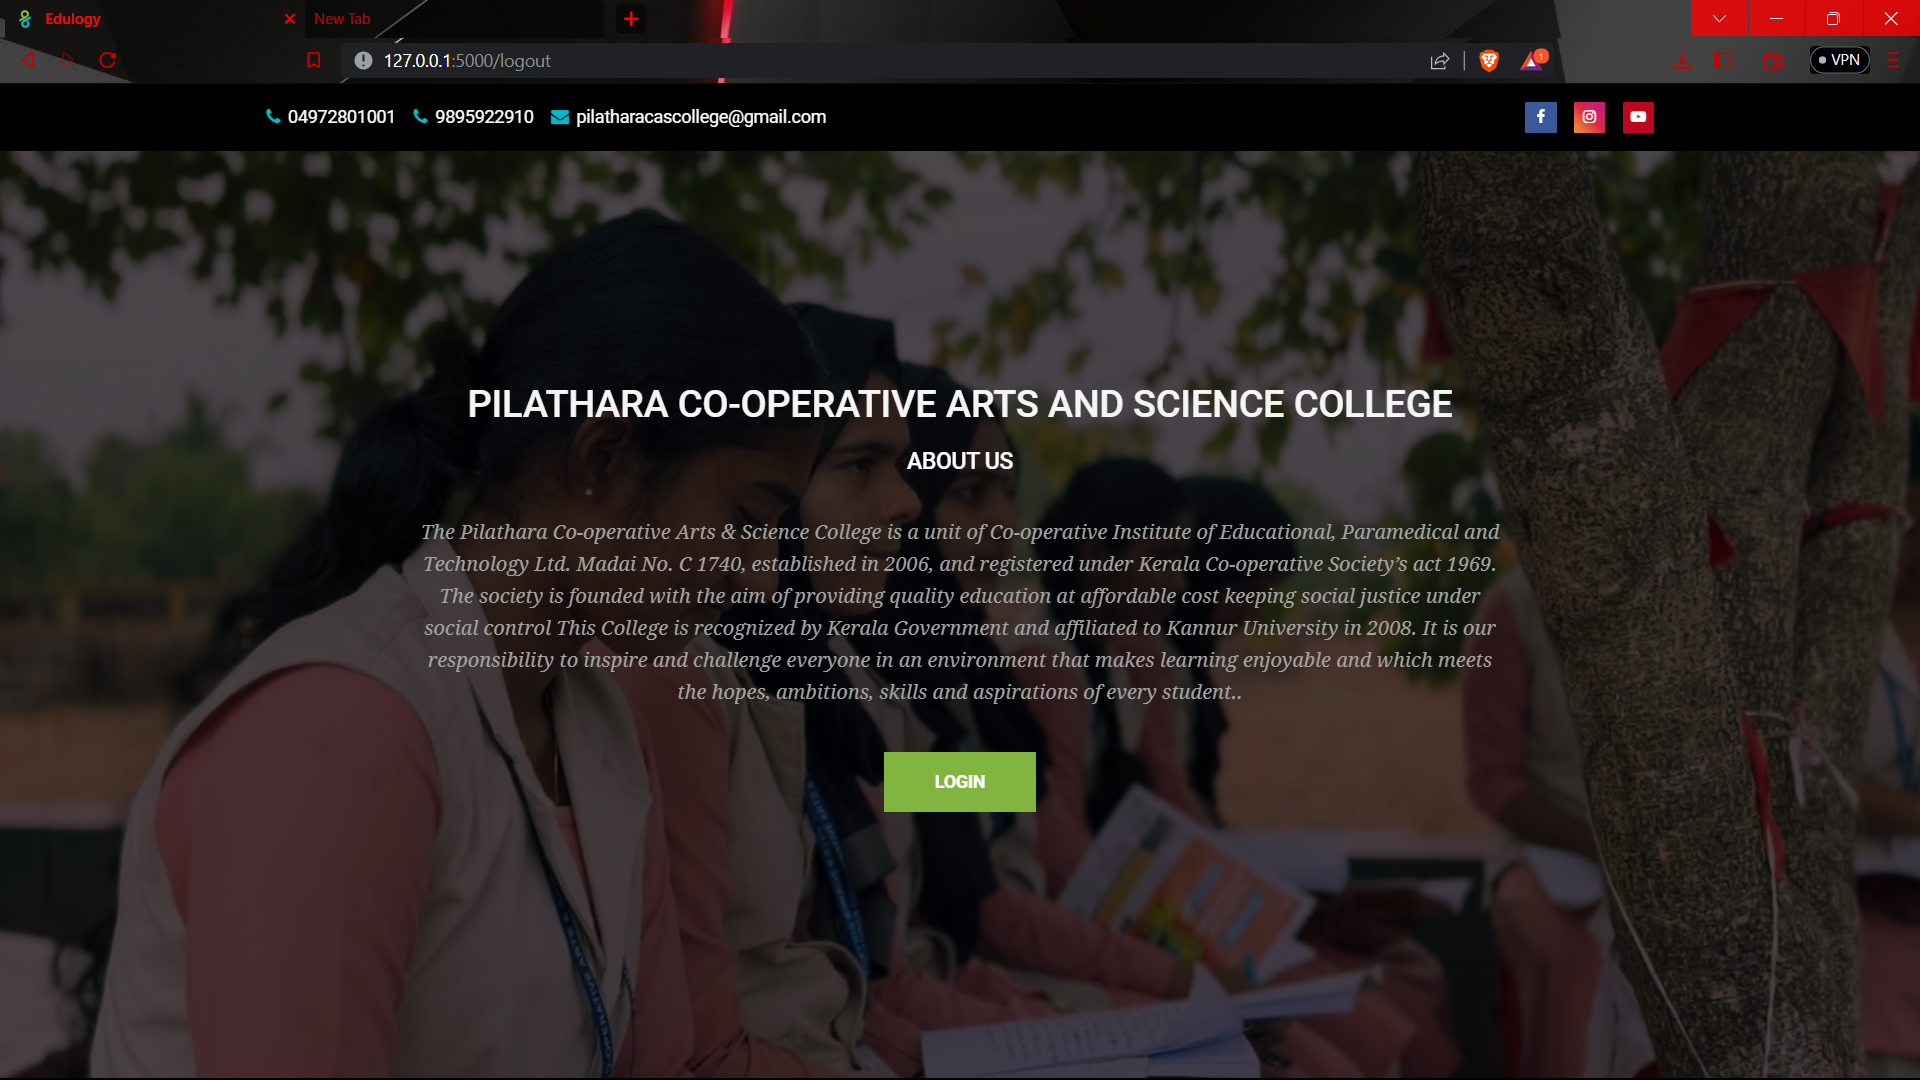 Edulogy
New Tab
127.0.0.1:5000/logout
1
VPN
04972801001 9895922910 pilatharacascollege@gmail.com
PILATHARA CO-OPERATIVE ARTS AND SCIENCE COLLEGE
ABOUT US
The Pilathara Co-operative Arts & Science College is a unit of Co-operative Institute of Educational, Paramedical and
Technology Ltd. Madai No. C 1740, established in 2006, and registered under Kerala Co-operative Society’s act 1969.
The society is founded with the aim of providing quality education at affordable cost keeping social justice under
social control This College is recognized by Kerala Government and affiliated to Kannur University in 2008. It is our
responsibility to inspire and challenge everyone in an environment that makes learning enjoyable and which meets
the hopes, ambitions, skills and aspirations of every student..
LOGIN